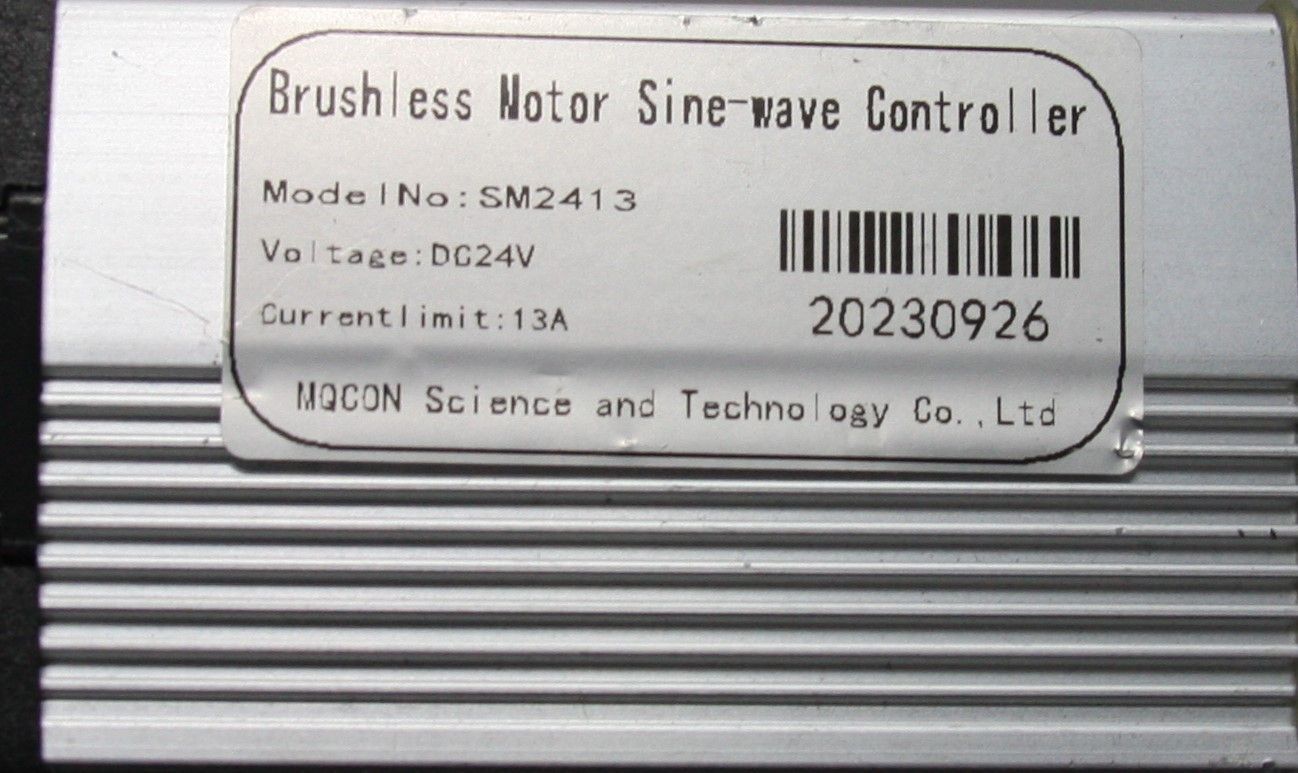 Brushless Motor Sine-wave Controller
ModelNo:SM2413
Voltage:DC24V
Currentlimit:13A
20230926
MQCON Science and Technology Co.,Ltd